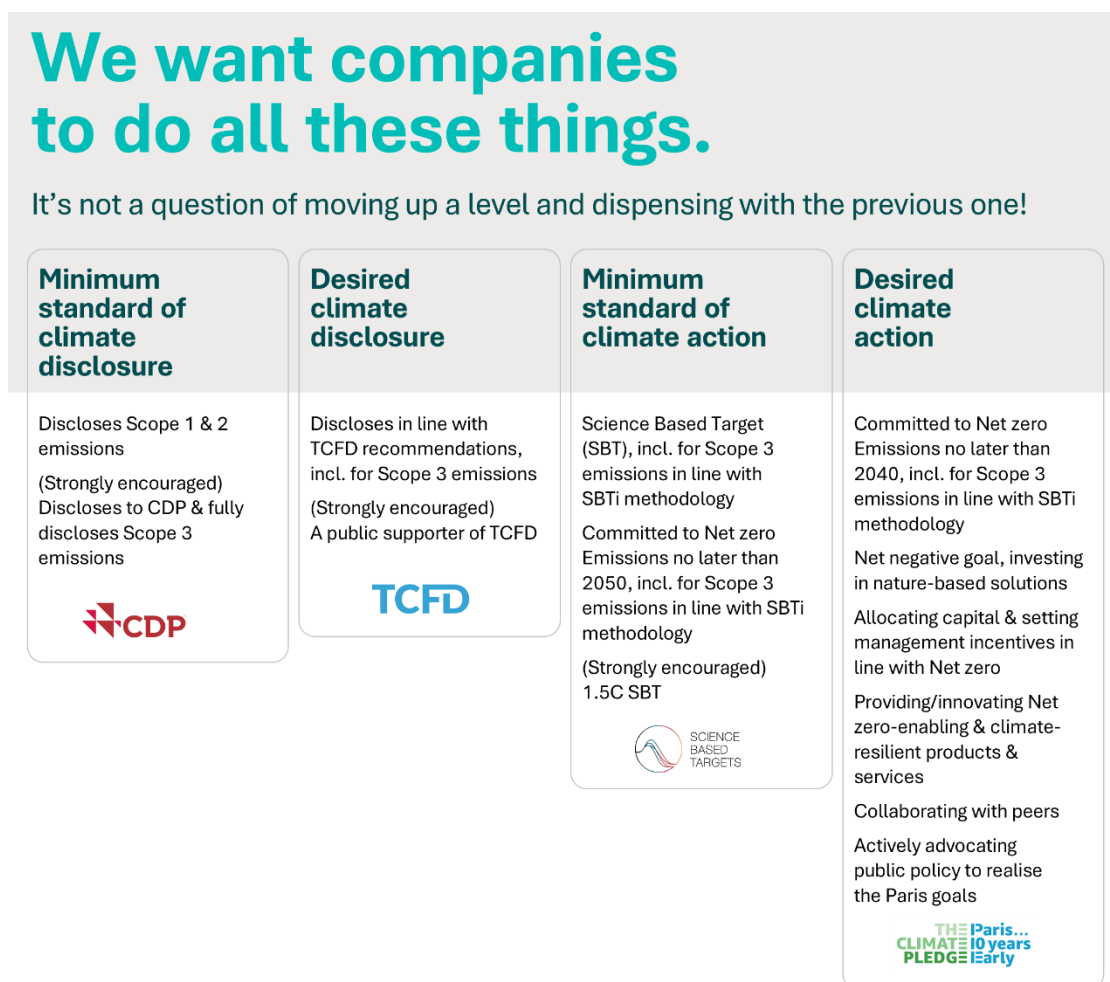 We want companies
to do all these things.
It’s not a question of moving up a level and dispensing with the previous one!
Minimum
standard of
climate
disclosure
Discloses Scope 1 & 2
emissions
(Strongly encouraged)
Discloses to CDP & fully
discloses Scope 3
emissions
CDP
Desired
climate
disclosure
Discloses in line with
TCFD recommendations,
incl. for Scope 3 emissions
(Strongly encouraged)
A public supporter of TCFD
TCFD
Minimum
standard of
climate action
Science Based Target
(SBT), incl. for Scope 3
emissions in line with
SBTi methodology
Committed to Net zero
Emissions no later than
2050, incl. for Scope 3
emissions in line with SBTi
methodology
(Strongly encouraged)
1.5C SBT
SCIENCE
BASED
TARGETS
Desired
climate
action
Committed to Net zero
Emissions no later than
2040, incl. for Scope 3
emissions in line with SBTi
methodology
Net negative goal, investing
in nature-based solutions
Allocating capital & setting
management incentives in
line with Net zero
Providing/innovating Net
zero-enabling & climate-
resilient products &
services
Collaborating with peers
Actively advocating
public policy to realise
the Paris goals
THE
CLIMATE
PLEDGE
Paris...
10 years
Early